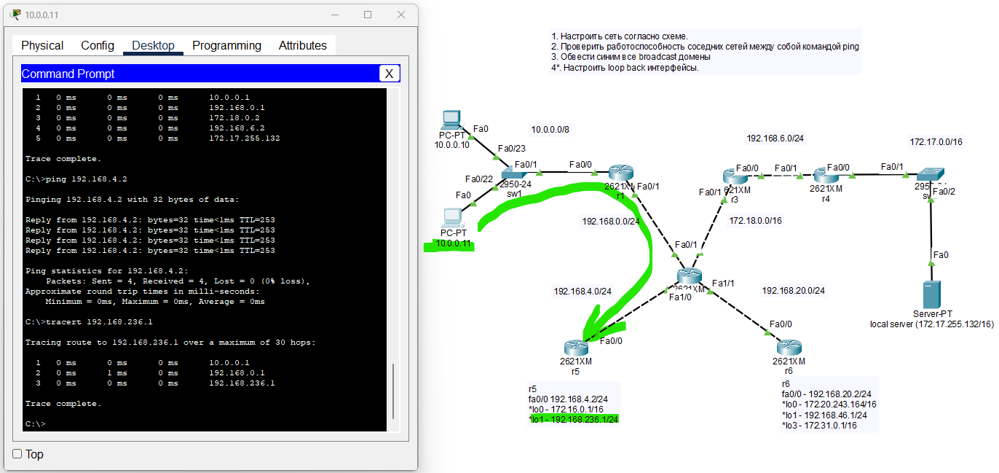 10.0.0.11
Physical Config Desktop Programming Attributes
Command Prompt X
1 0 ms 0 ms 0 ms 10.0.0.1
2 0 ms 0 ms 0 ms 192.168.0.1
3 0 ms 0 ms 0 ms 172.18.0.2
4 0 ms 0 ms 0 ms 192.168.6.2
5 0 ms 0 ms 0 ms 172.17.255.132
Trace complete.
C:\>ping 192.168.4.2
Pinging 192.168.4.2 with 32 bytes of data:
Reply from 192.168.4.2: bytes=32 time<1ms TTL=253
Reply from 192.168.4.2: bytes=32 time<1ms TTL=253
Reply from 192.168.4.2: bytes=32 time<1ms TTL=253
Reply from 192.168.4.2: bytes=32 time<1ms TTL=253
Ping statistics for 192.168.4.2:
Packets: Sent = 4, Received = 4, Lost = 0 (0% loss),
Approximate round trip times in milli-seconds:
Minimum = 0ms, Maximum = 0ms, Average = 0ms
C:\>tracert 192.168.236.1
Tracing route to 192.168.236.1 over a maximum of 30 hops:
1 0 ms 0 ms 0 ms 10.0.0.1
2 0 ms 1 ms 0 ms 192.168.0.1
3 0 ms 0 ms 0 ms 192.168.236.1
Trace complete.
C:\>
Top
1. Настроить сеть согласно схеме.
2. Проверить работоспособность соседних сетей между собой командой ping
3. Обвести синим все broadcast домены
4*. Настроить loop back интерфейсы.
PC-PT
10.0.0.10
Fa0
Fa0/23
10.0.0.0/8
Fa0/1
Fa0/0
Fa0/22
2950-24
sw1
Fa0
PC-PT
10.0.0.11
2621XM
r1
Fa0/1
192.168.0.0/24
192.168.6.0/24
172.17.0.0/16
Fa0/0
Fa0/1
Fa0/0
Fa0/1
Fa0/1
621XM
r3
2621XM
r4
Fa0/2
172.18.0.0/16
Fa0/1
2621XM
Fa1/0
Fa1/1
192.168.4.0/24
192.168.20.0/24
Fa0
Server-PT
local server (172.17.255.132/16)
Fa0/0
2621XM
r5
Fa0/0
2621XM
r6
r5
fa0/0 192.168.4.2/24
*lo0 - 172.16.0.1/16
*lo1 - 192.168.236.1/24
r6
fa0/0 - 192.168.20.2/24
*lo0 - 172.20.243.164/16
*lo1 - 192.168.46.1/24
*lo3 - 172.31.0.1/16